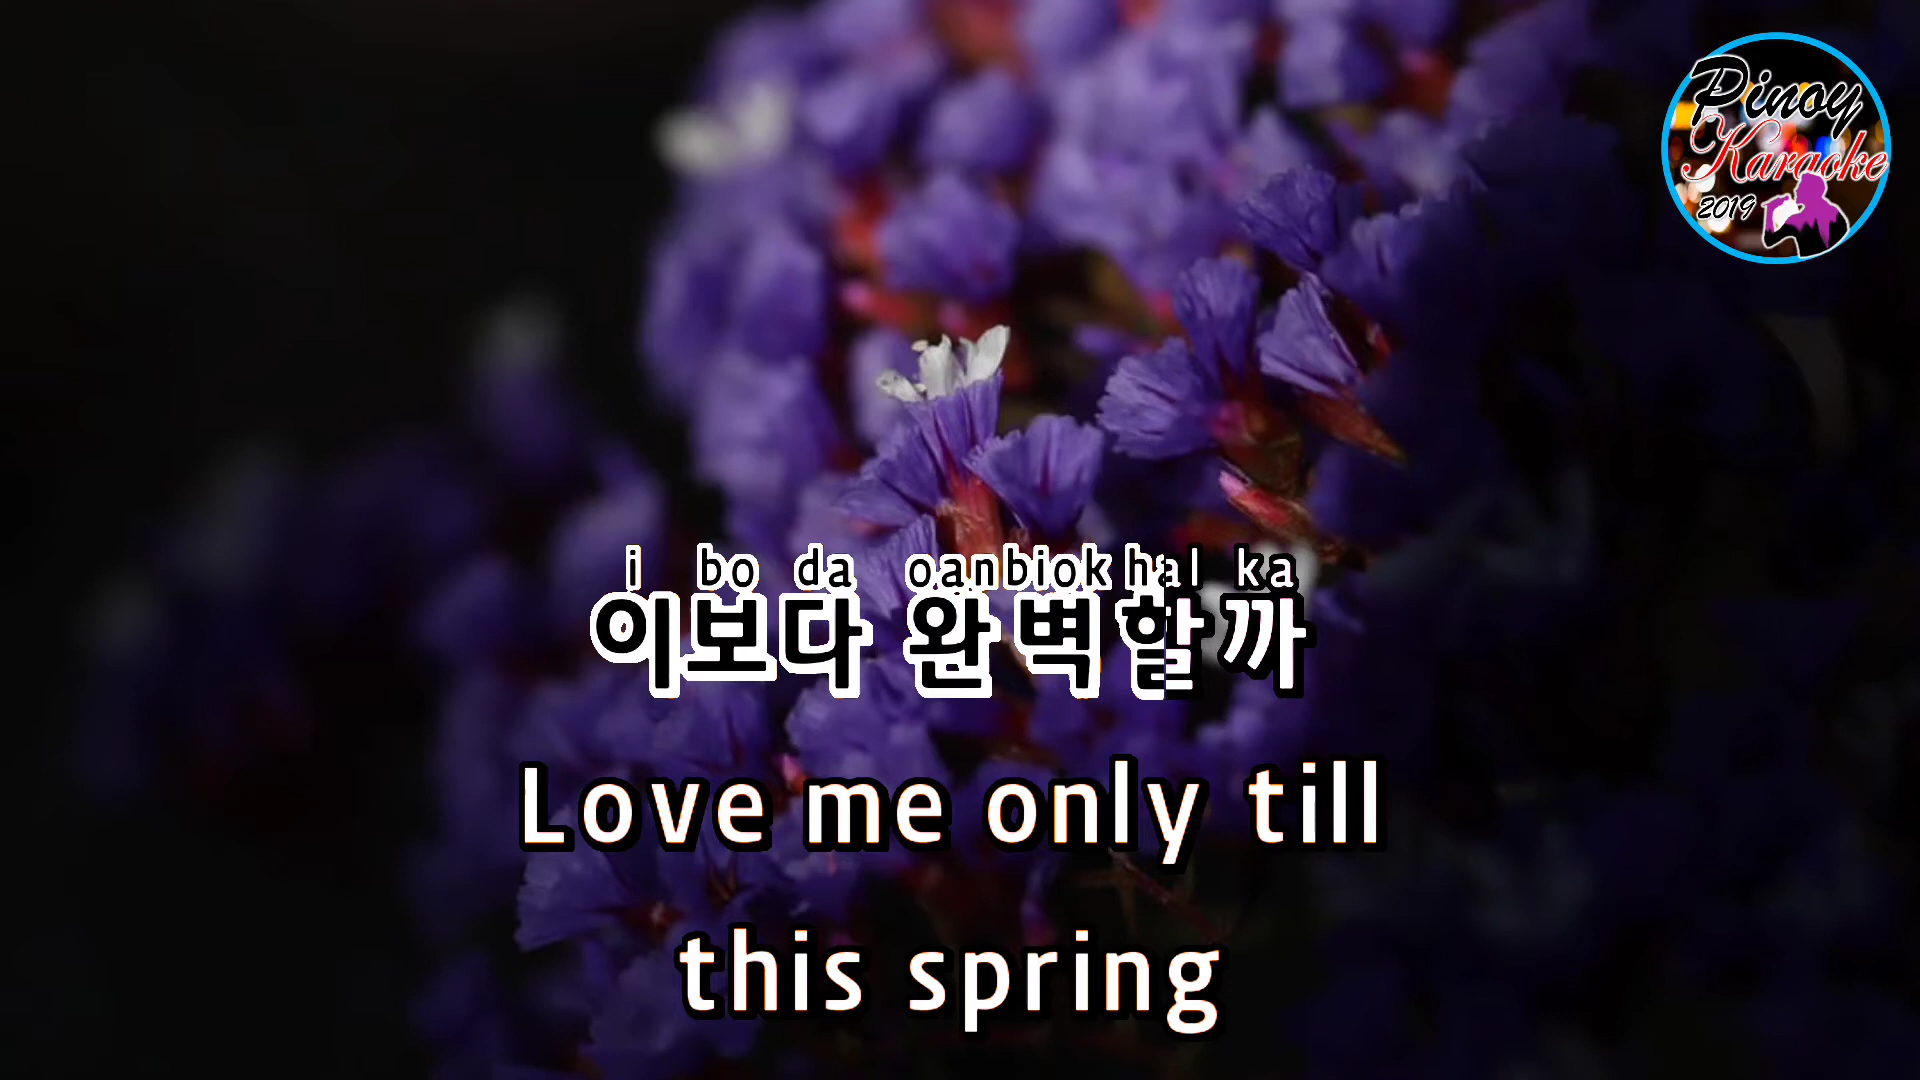 Pinoy
Karaoke
2019
i bo da oanbiok hal ka
이보다 완벽할까
Love me only till
this spring